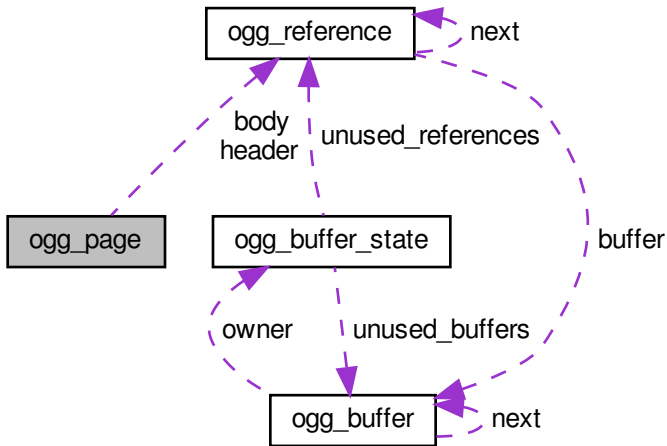 ogg_reference
next
body
header
unused_references
ogg_page
ogg_buffer_state
buffer
owner
unused_buffers
ogg_buffer
next